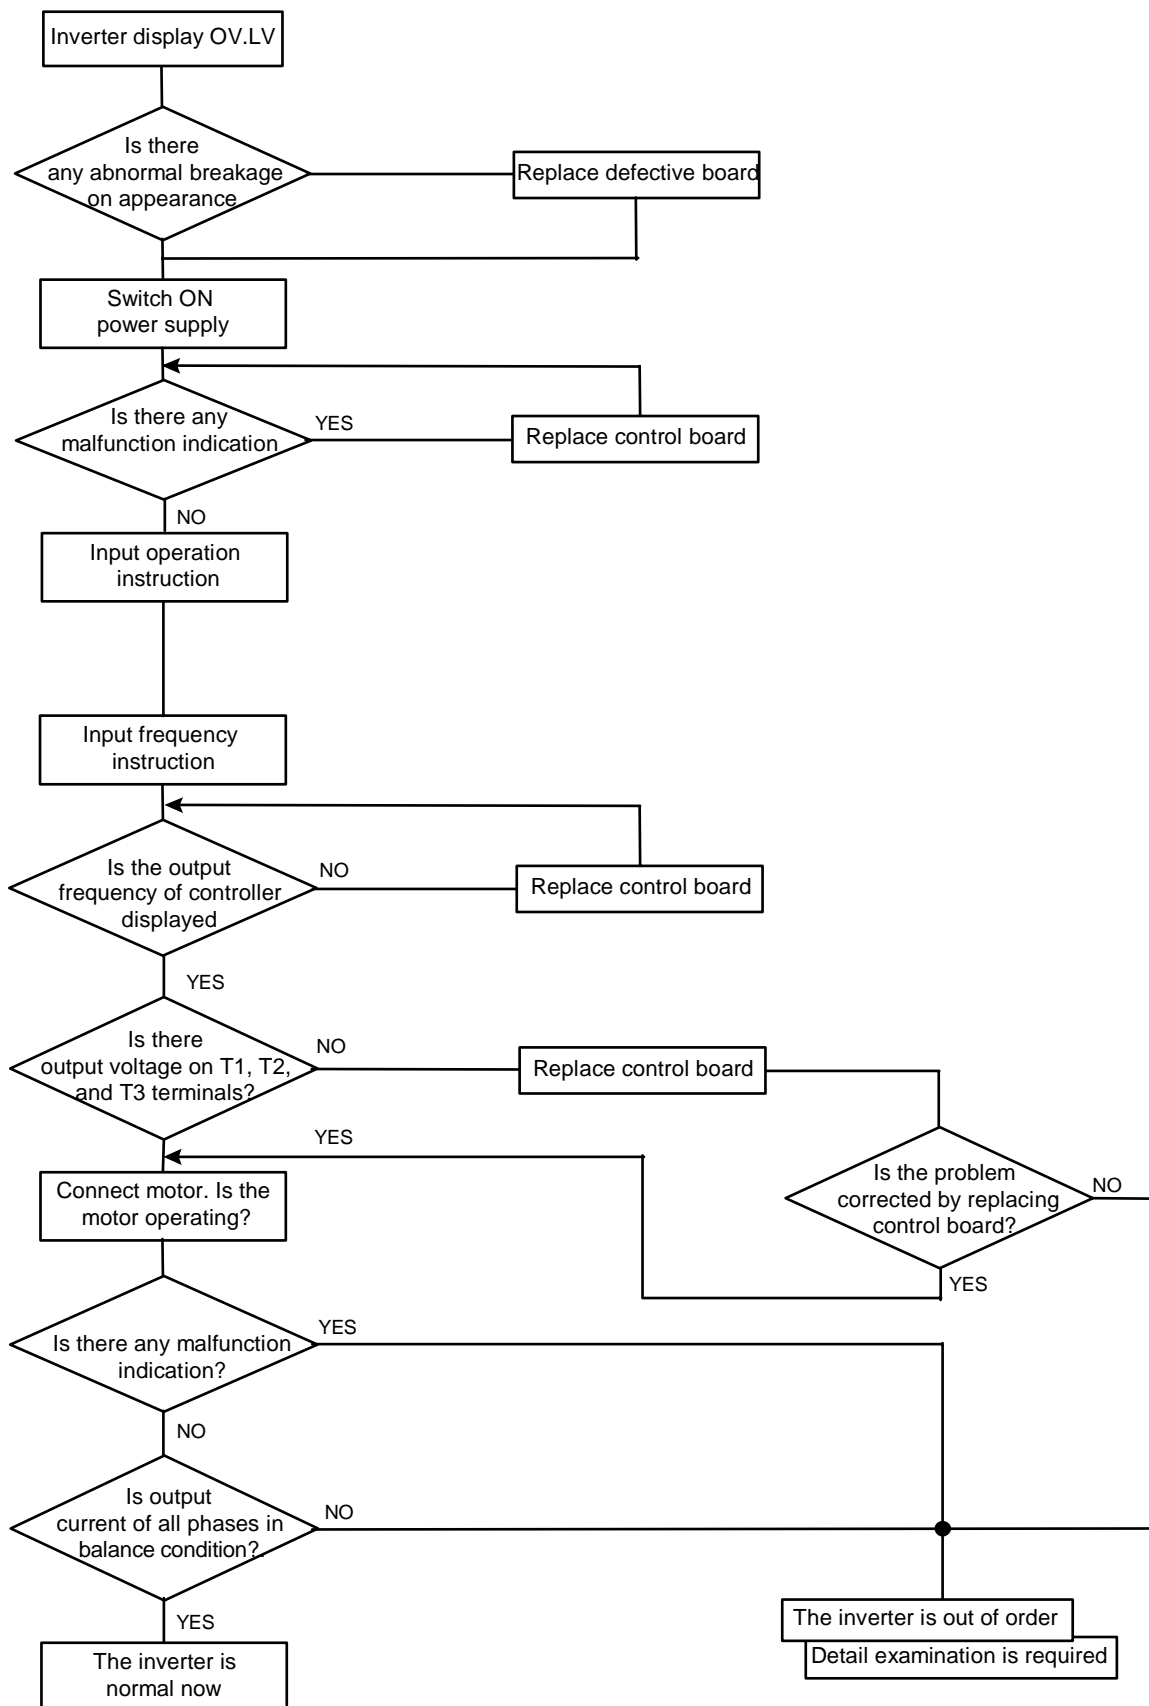 Inverter display OV.LV
Is there
any abnormal breakage
on appearance
Replace defective board
Switch ON
power supply
Is there any
malfunction indication
YES
Replace control board
NO
Input operation
instruction
Input frequency
instruction
Is the output
frequency of controller
displayed
NO
Replace control board
YES
Is there
output voltage on T1, T2,
and T3 terminals?
NO
Replace control board
YES
Is the problem
corrected by replacing
control board?
NO
YES
Connect motor. Is the
motor operating?
Is there any malfunction
indication?
YES
NO
Is output
current of all phases in
balance condition?.
NO
YES
The inverter is out of order
Detail examination is required
The inverter is
normal now